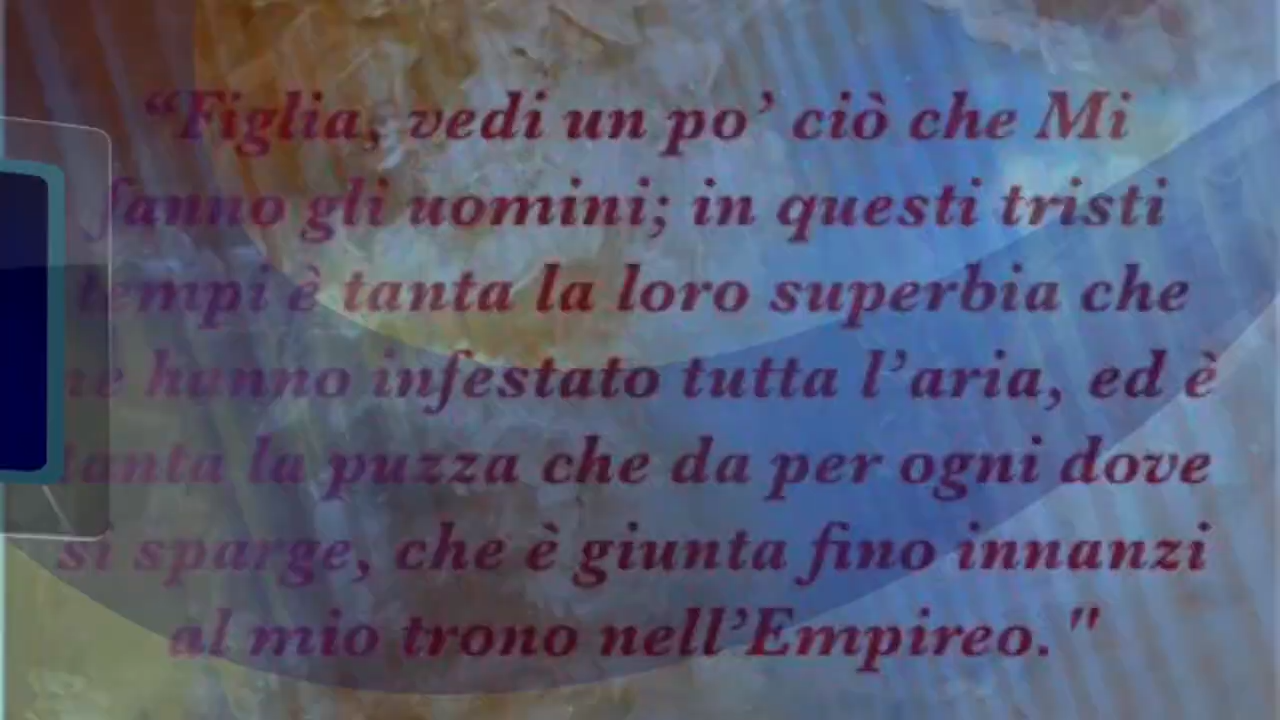 “Figlia, vedi un po’ ciò che Mi
fanno gli uomini; in questi tristi
tempi è tanta la loro superbia che
ne hanno infestato tutta l’aria, ed è
tanta la puzza che da per ogni dove
si sparge, che è giunta fino innanzi
al mio trono nell’Empireo."